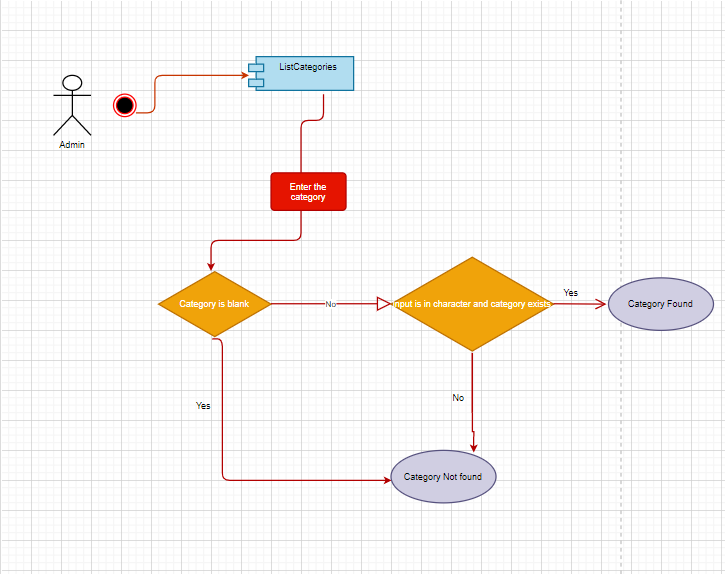 ListCategories
Admin
Enter the
category
Category is blank
No
input is in character and category exists
Yes
Category Found
Yes
No
Category Not found